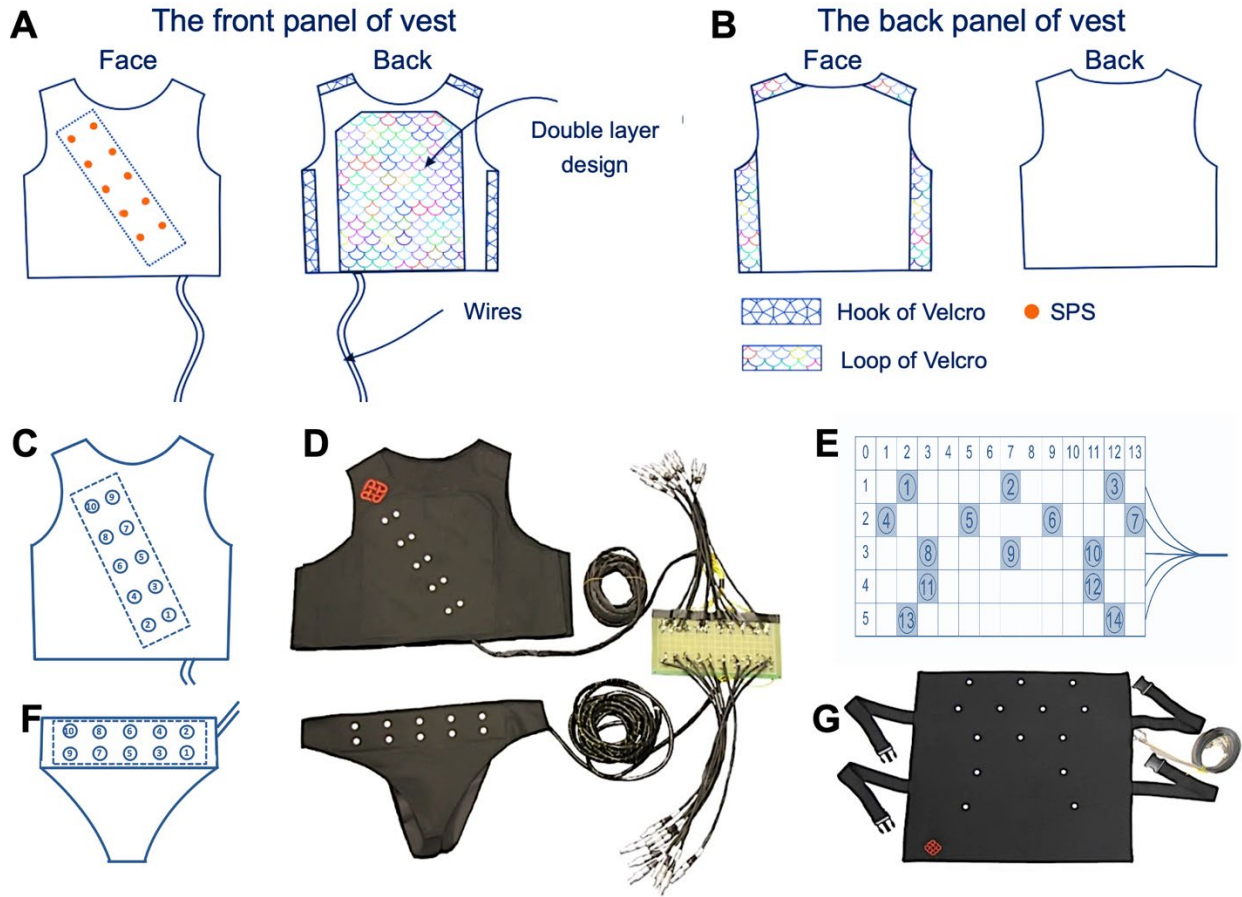 A
The front panel of vest
Face
Back
Double layer
design
Wires
B
The back panel of vest
Face
Back
Hook of Velcro
SPS
Loop of Velcro
C
10 9
8 7
6 5
4 3
2 1
D
E
0 1 2 3 4 5 6 7 8 9 10 11 12 13
1 1 2 3
2 4 5 6 7
3 8 9 10
4 11 12
5 13 14
F
10 8 6 4 2
9 7 5 3 1
G